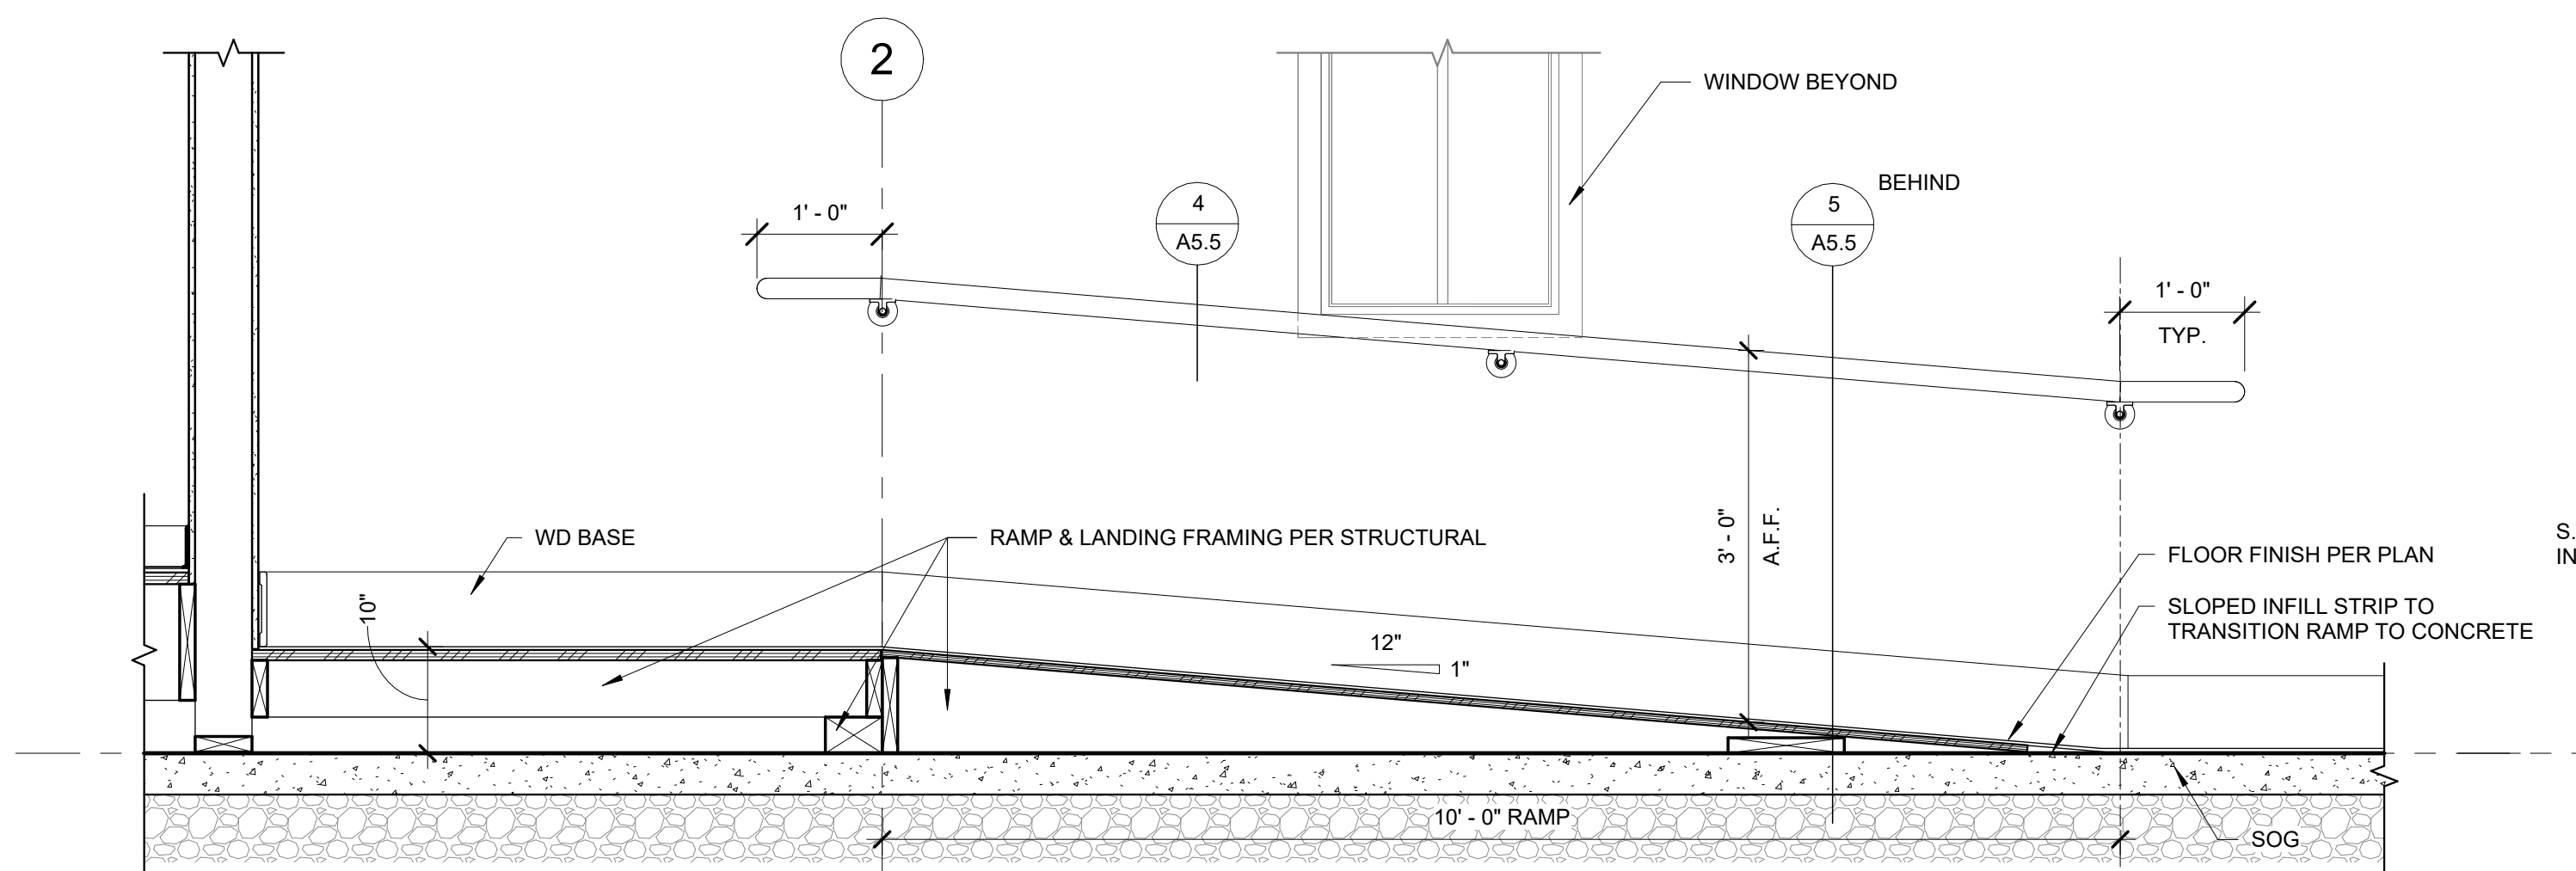 2
WINDOW BEYOND
BEHIND
4
A5.5
5
A5.5
1' - 0"
1' - 0"
TYP.
3' - 0"
A.F.F.
WD BASE
RAMP & LANDING FRAMING PER STRUCTURAL
S.
IN
FLOOR FINISH PER PLAN
10"
SLOPED INFILL STRIP TO
TRANSITION RAMP TO CONCRETE
12"
1"
10' - 0" RAMP
SOG